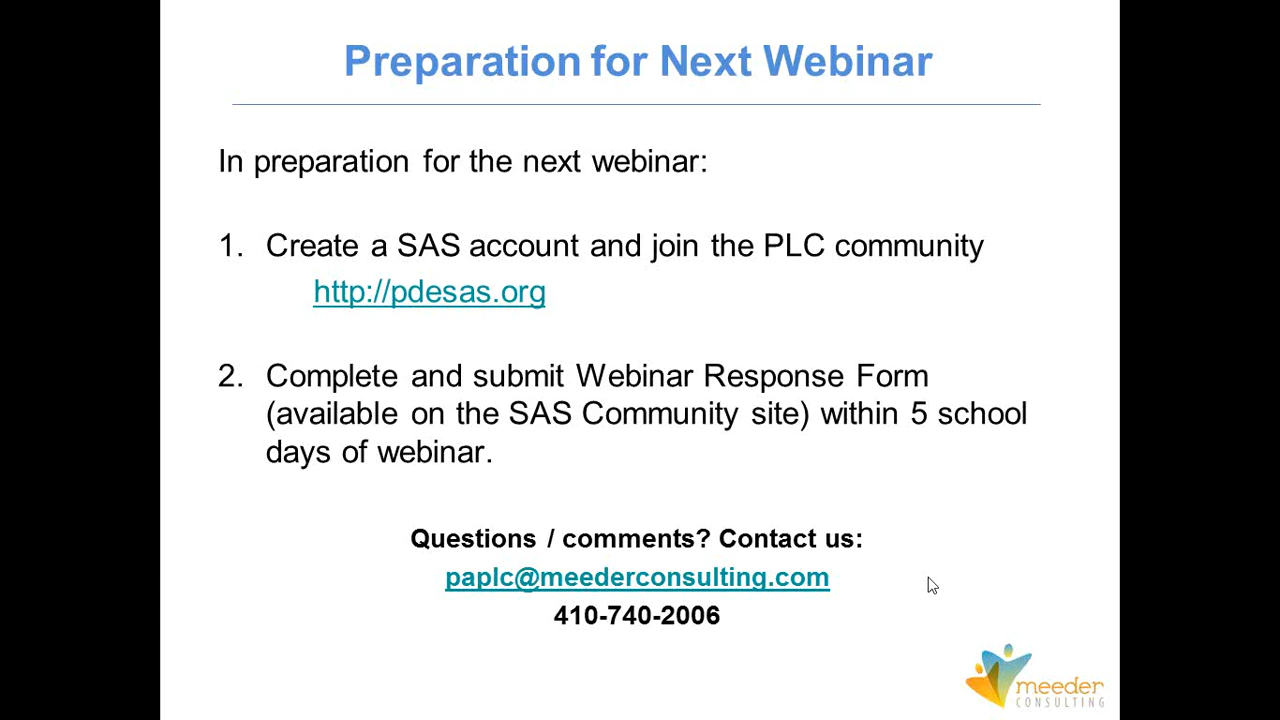 Preparation for Next Webinar
In preparation for the next webinar:
1. Create a SAS account and join the PLC community
http://pdesas.org
2. Complete and submit Webinar Response Form
(available on the SAS Community site) within 5 school
days of webinar.
Questions / comments? Contact us:
paplc@meederconsulting.com
410-740-2006
meeder
CONSULTING